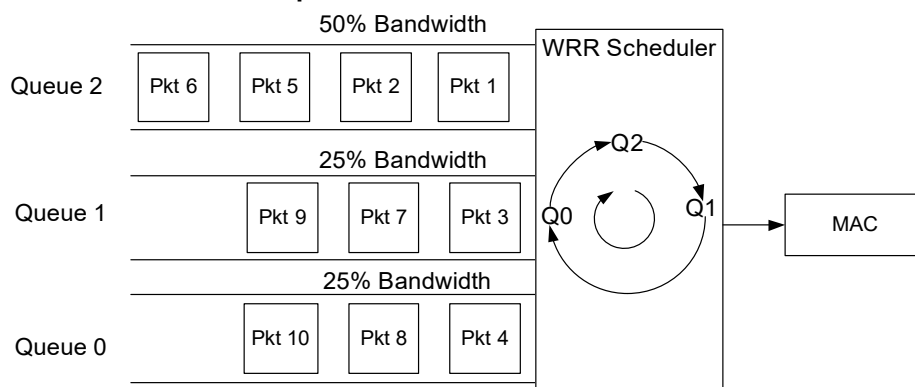 50% Bandwidth
WRR Scheduler
Queue 2
Pkt 6
Pkt 5
Pkt 2
Pkt 1
25% Bandwidth
Queue 1
Pkt 9
Pkt 7
Pkt 3
Q2
Q0
Q1
MAC
25% Bandwidth
Queue 0
Pkt 10
Pkt 8
Pkt 4